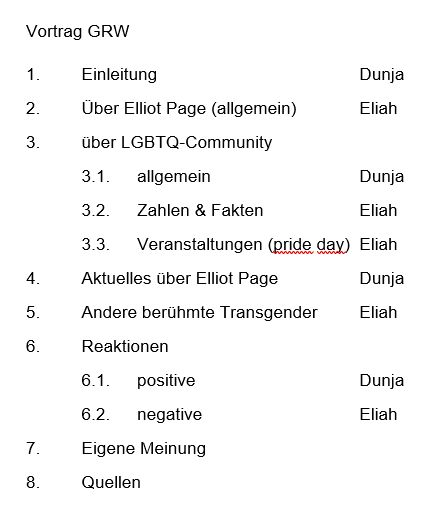 Vortrag GRW
1. Einleitung Dunja
2. Über Elliot Page (allgemein) Eliah
3. über LGBTQ-Community
3.1. allgemein Dunja
3.2. Zahlen & Fakten Eliah
3.3. Veranstaltungen (pride day) Eliah
4. Aktuelles über Elliot Page Dunja
5. Andere berühmte Transgender Eliah
6. Reaktionen
6.1. positive Dunja
6.2. negative Eliah
7. Eigene Meinung
8. Quellen